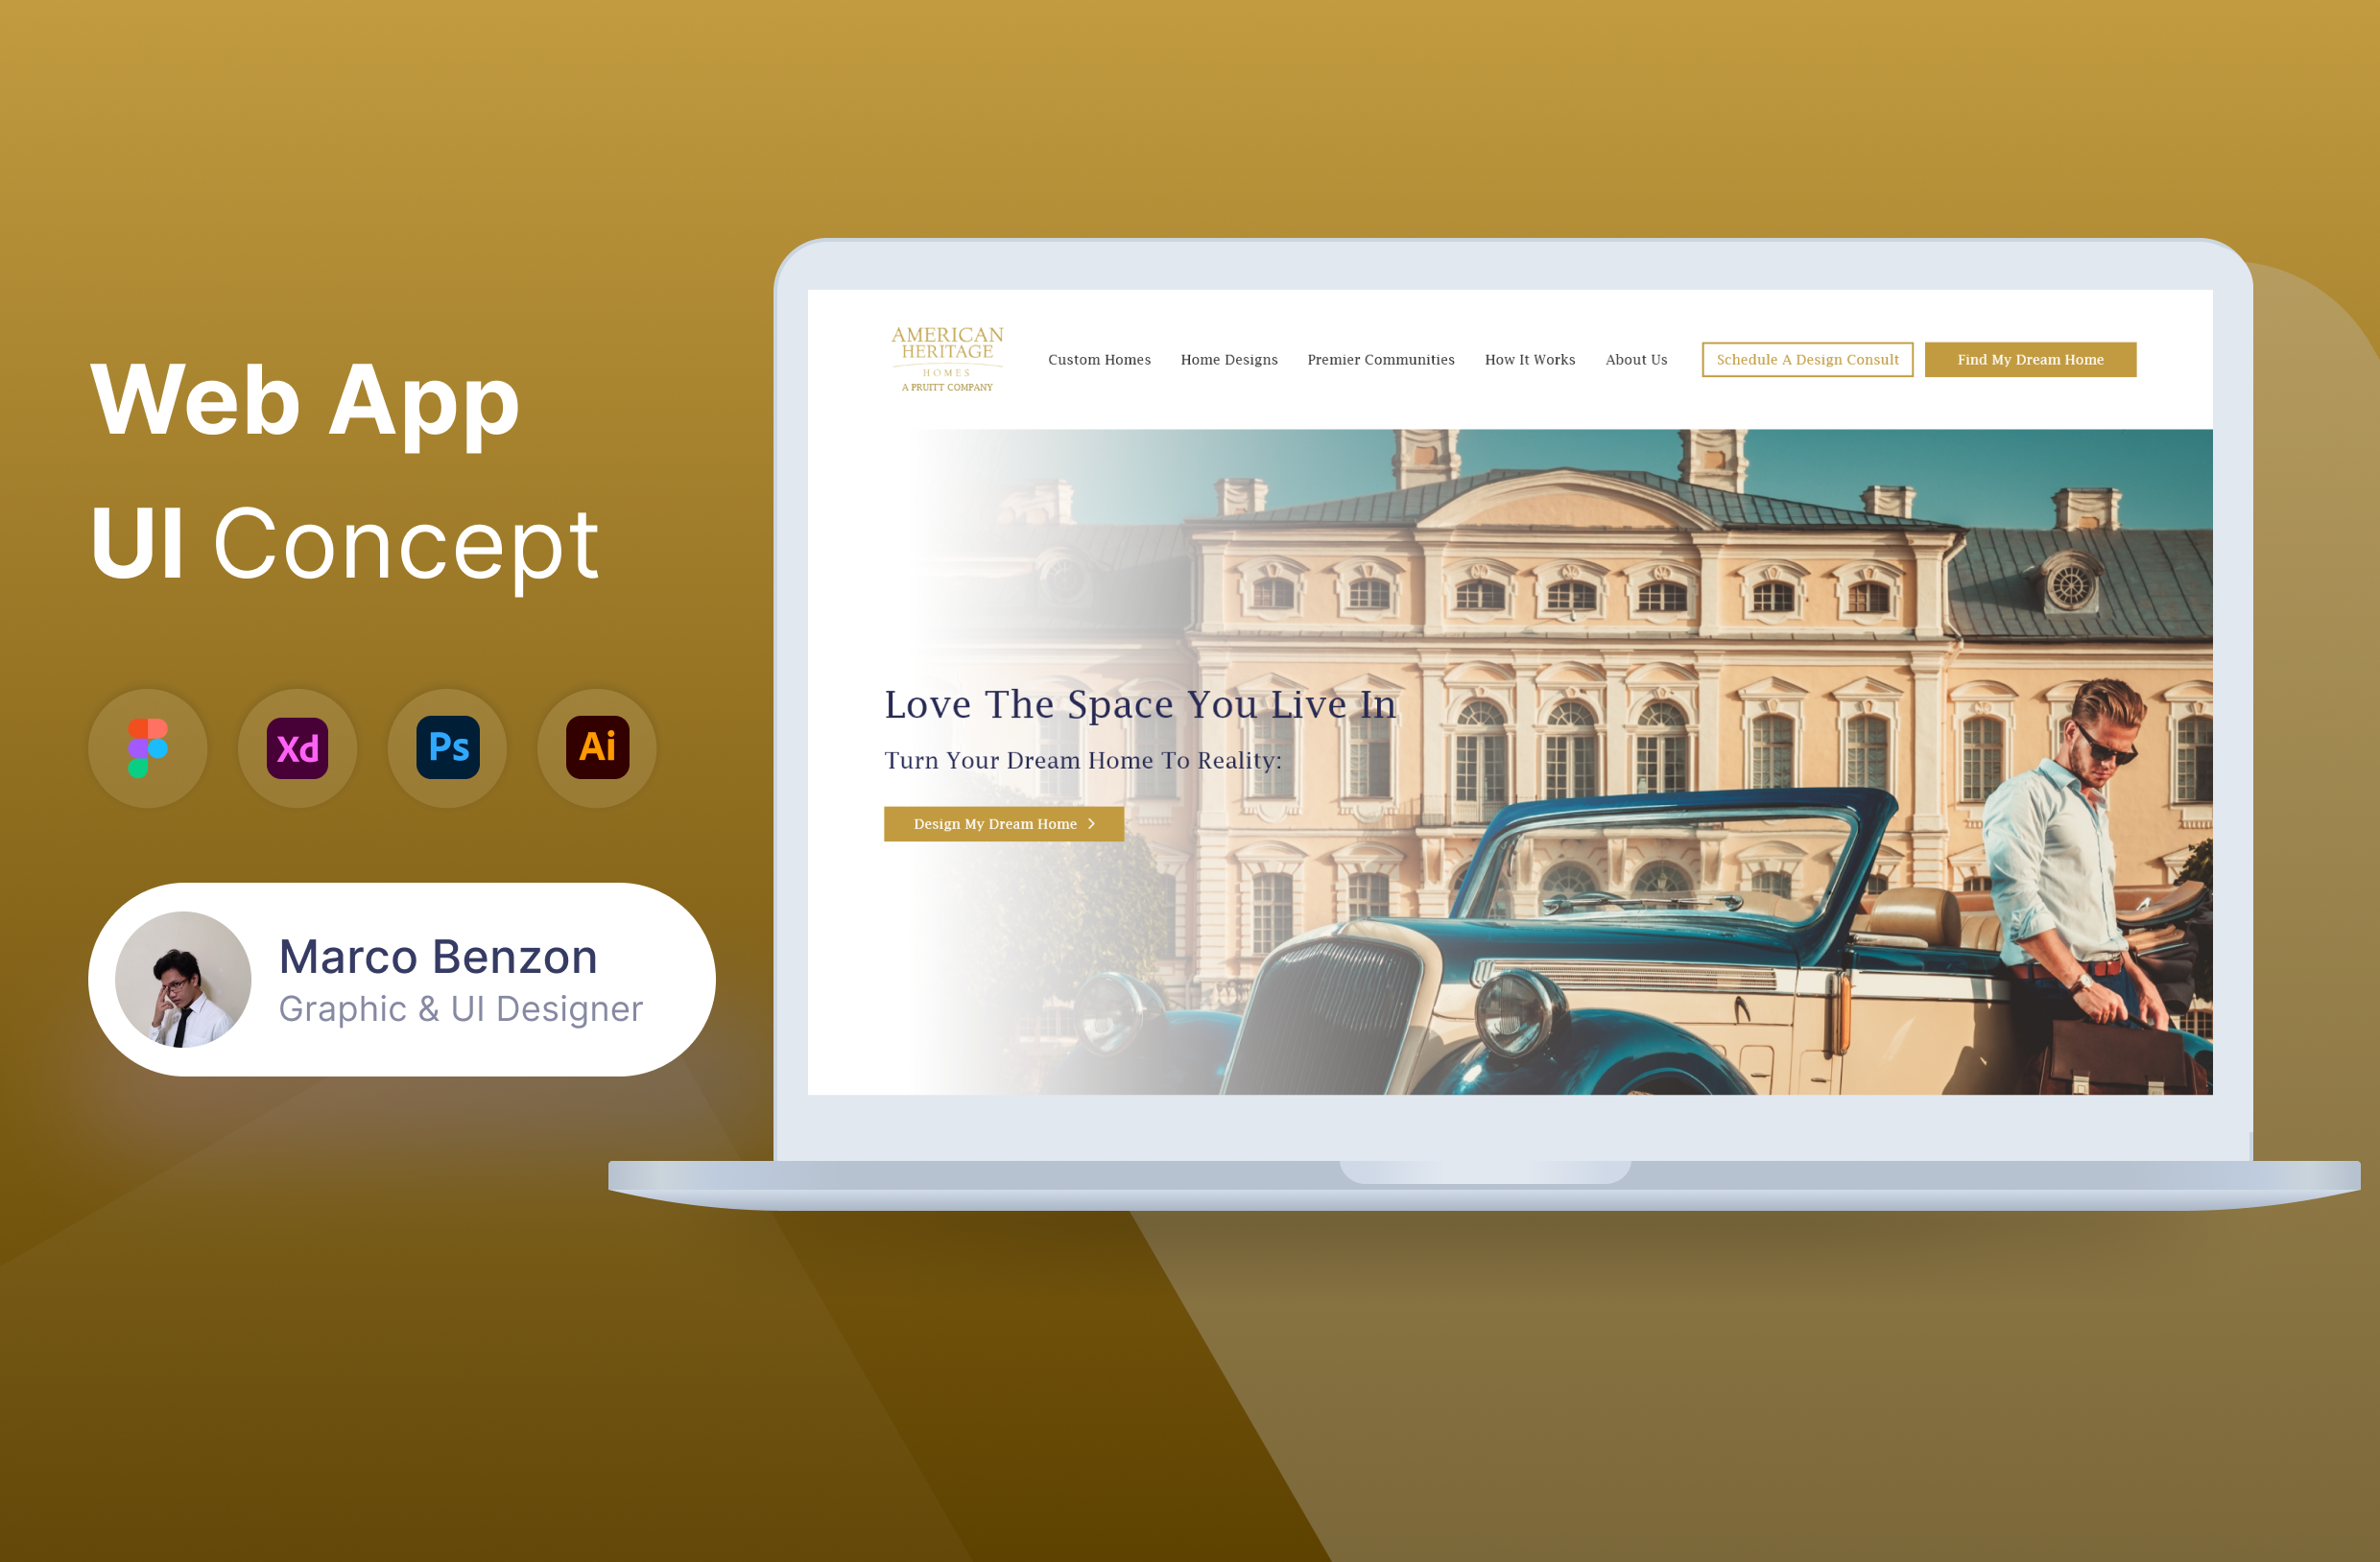 Web App
UI Concept
Xd
Ps
Ai
Marco Benzon
Graphic & UI Designer
AMERICAN
HERITAGE
HOMES
A PRUITT COMPANY
Custom Homes
Home Designs
Premier Communities
How It Works
About Us
Schedule A Design Consult
Find My Dream Home
Love The Space You Live In
Turn Your Dream Home To Reality:
Design My Dream Home